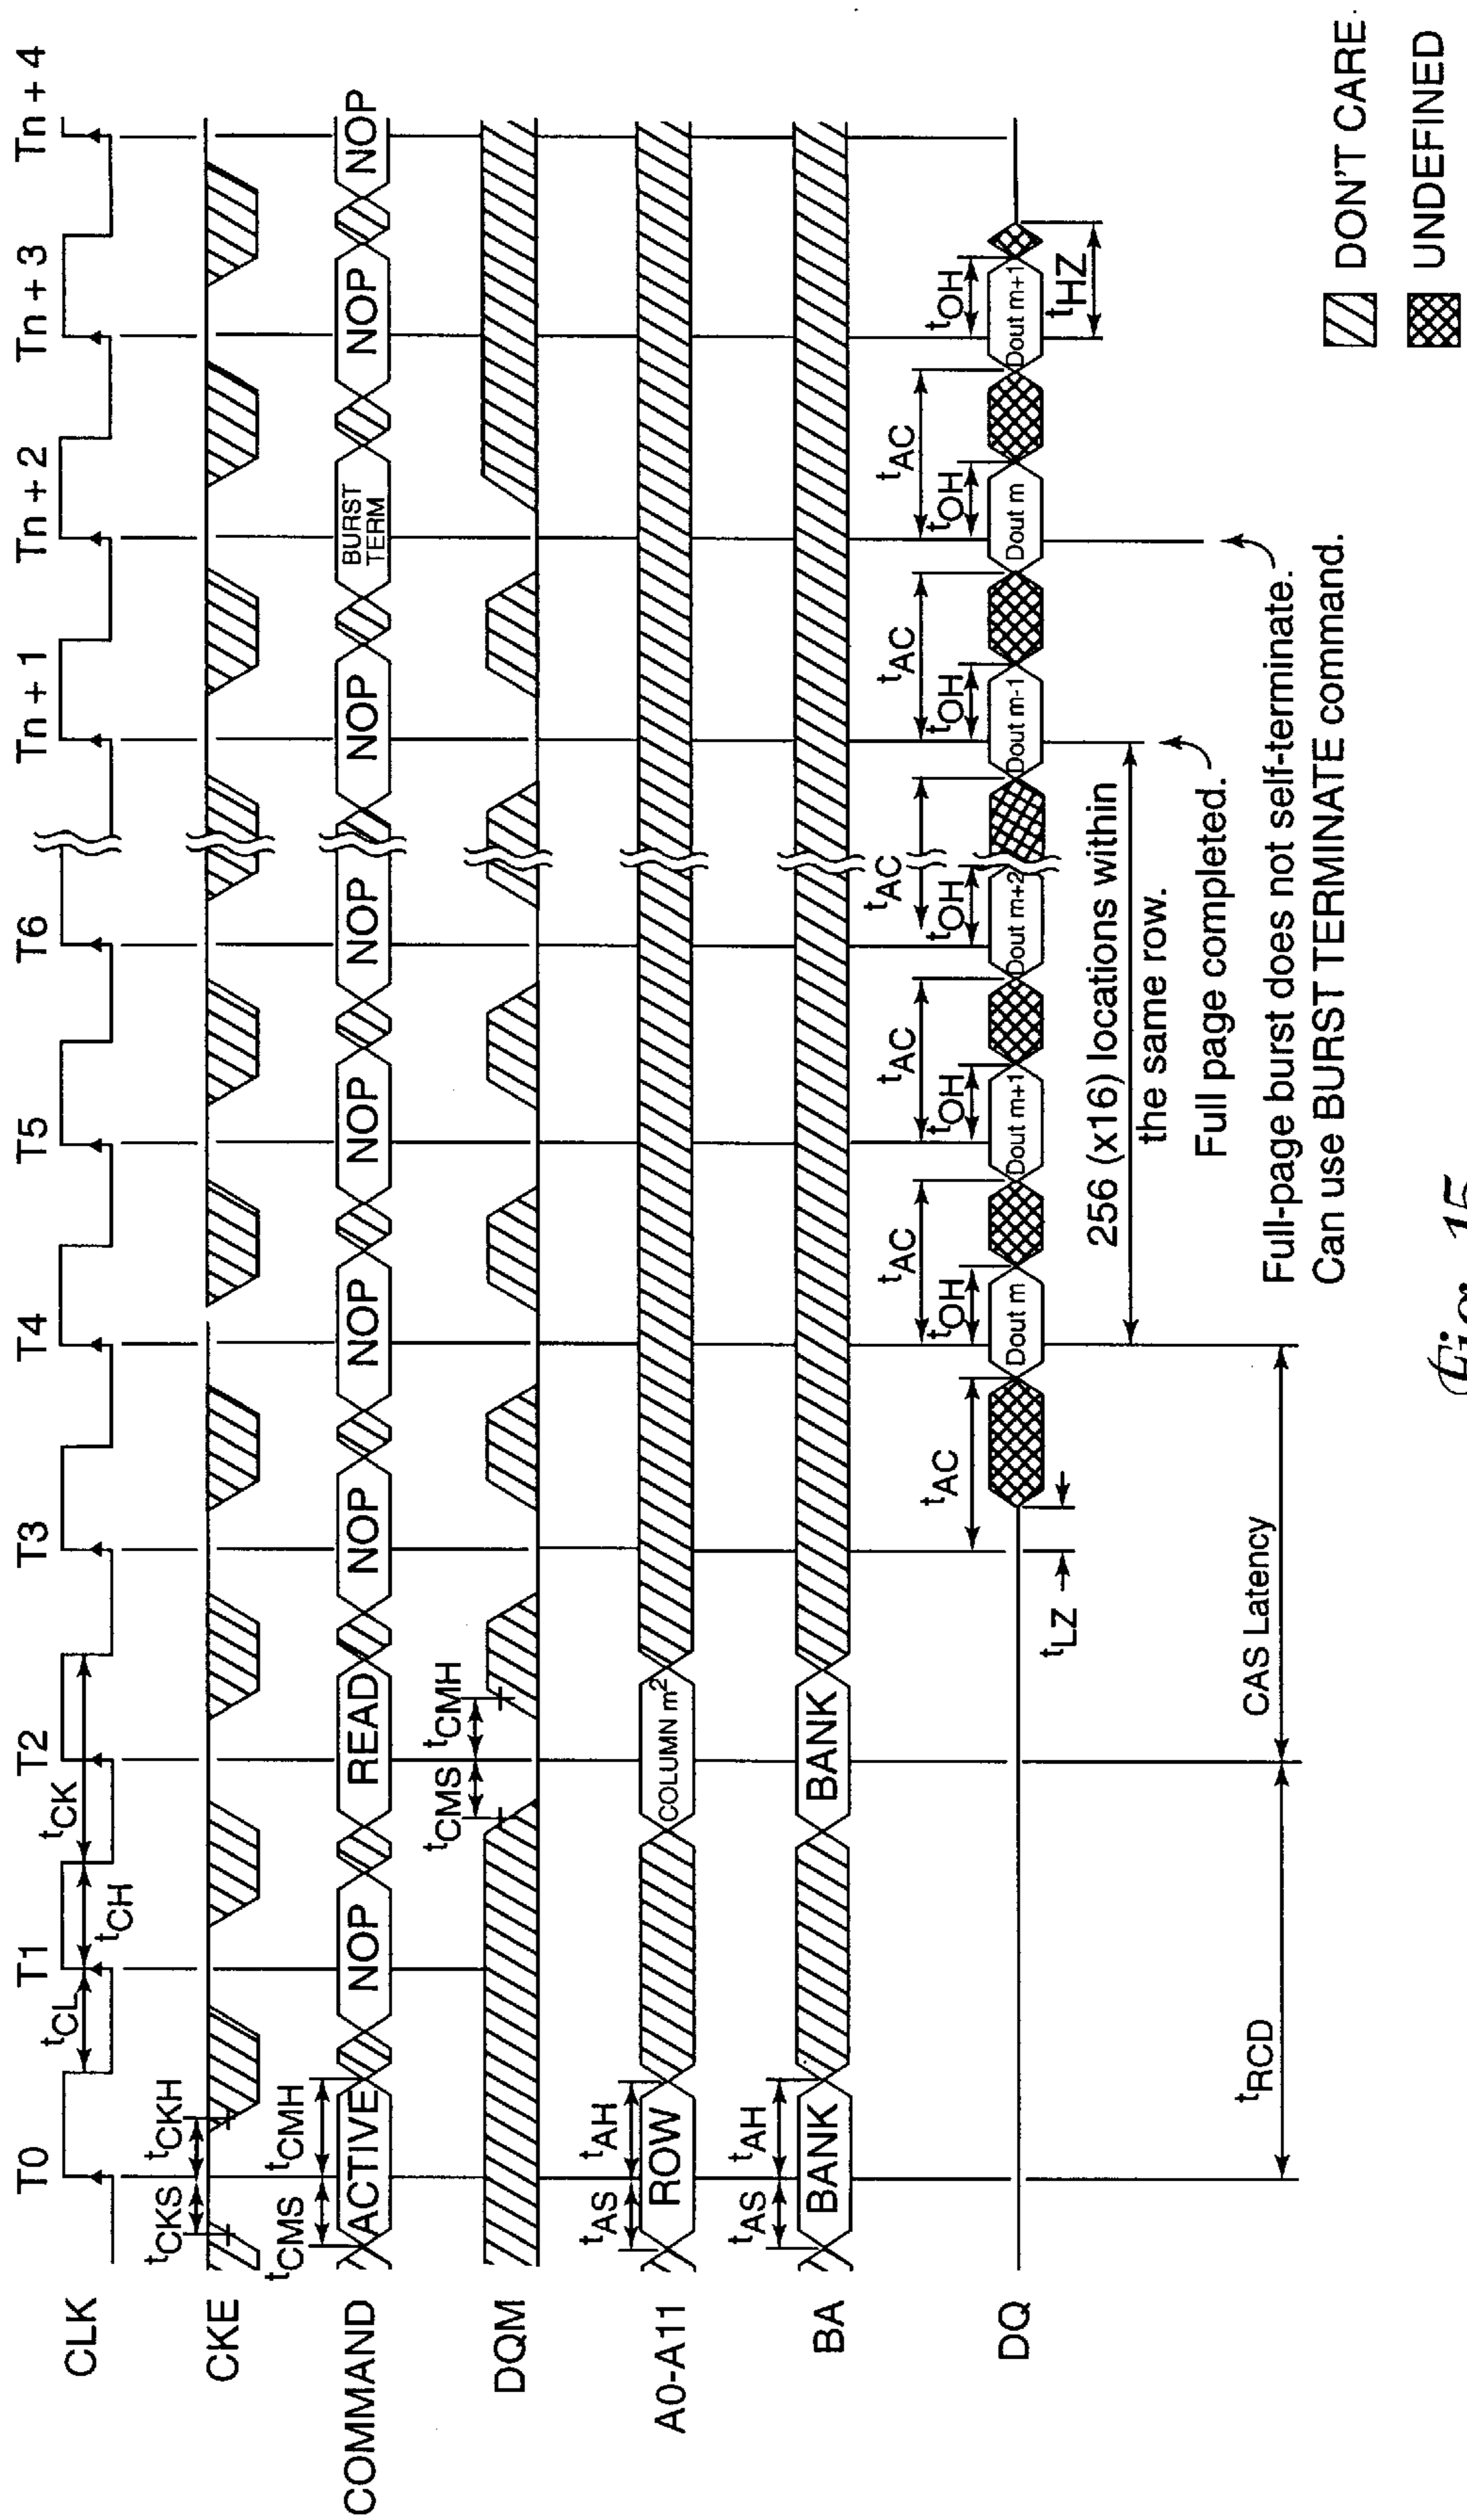 T0 T1 T2 T3 T4 T5 T6 Tn + 1 Tn + 2 Tn + 3 Tn + 4
CLK tCL tCH tCK
tCKS tCKH
CKE
tCMS tCMH
COMMAND ACTIVE NOP READ NOP NOP NOP NOP NOP BURST TERM NOP NOP
tCMS tCMH
DQM
tAS tAH
A0-A11 ROW COLUMN m2
tAS tAH
BA BANK BANK
tAC tAC tAC tAC tAC tAC
tOH tOH tOH tOH tOH tOH
DQ Dout m Dout m+1 Dout m+2 Dout m-1 Dout m Dout m+1
tLZ tHZ
256 (x16) locations within
the same row.
Full page completed.
tRCD CAS Latency
Full-page burst does not self-terminate.
Can use BURST TERMINATE command.
DON'T CARE
UNDEFINED
Fig. 15